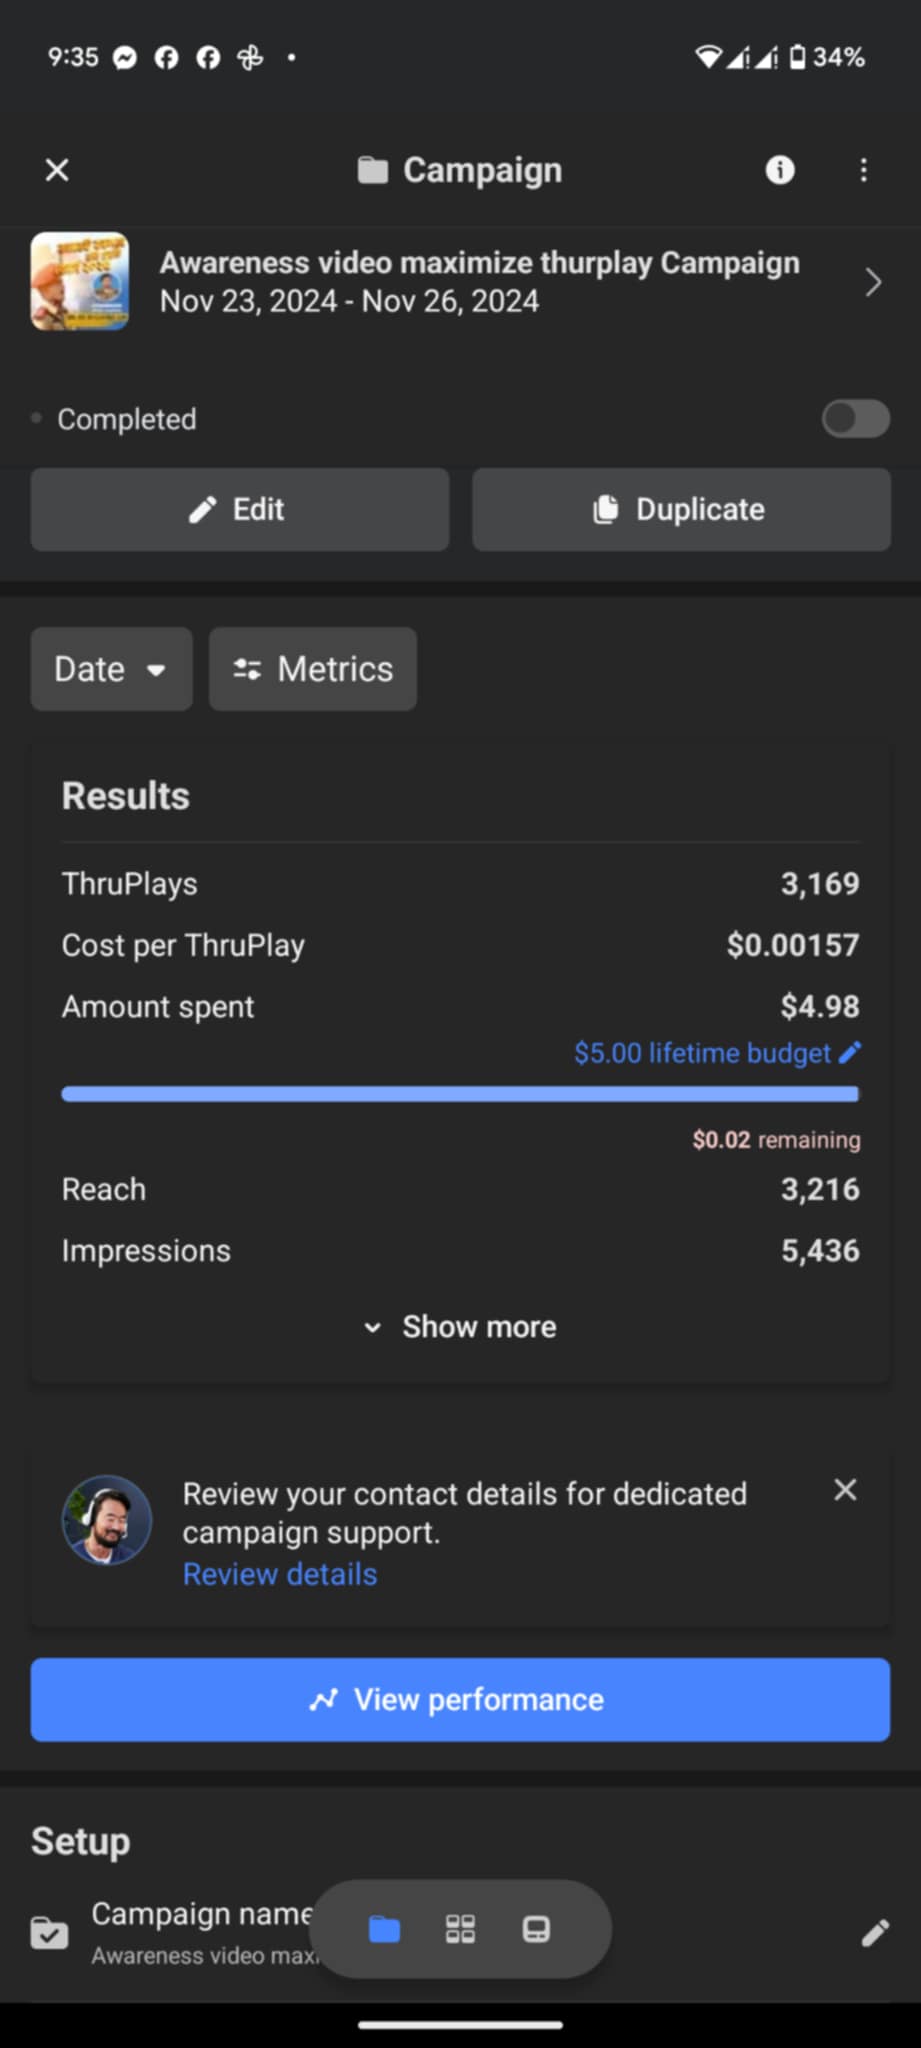 9:35
34%
Campaign
Awareness video maximize thurplay Campaign
Nov 23, 2024 - Nov 26, 2024
Completed
Edit
Duplicate
Date
Metrics
Results
ThruPlays 3,169
Cost per ThruPlay $0.00157
Amount spent $4.98
$5.00 lifetime budget
$0.02 remaining
Reach 3,216
Impressions 5,436
Show more
Review your contact details for dedicated
campaign support.
Review details
View performance
Setup
Campaign name
Awareness video max